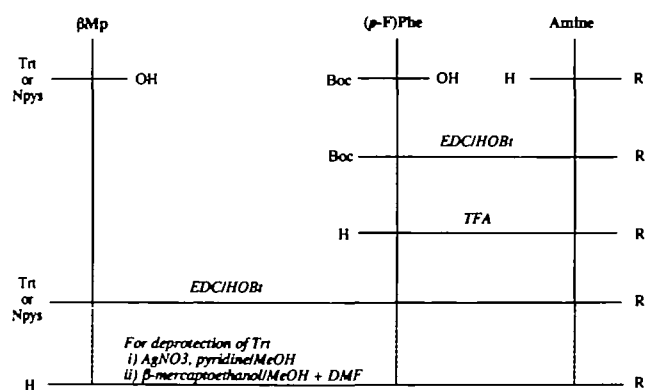 βMp (p-F)Phe Amine
Trt
or
Npys
OH Boc OH H R
EDC/HOBt
Boc R
TFA
H R
Trt
or
Npys
EDC/HOBt
R
For deprotection of Trt
i) AgNO3, pyridine/MeOH
ii) β-mercaptoethanol/MeOH + DMF
H R